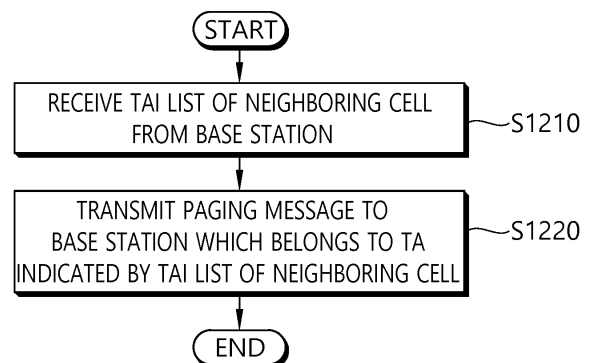 START
RECEIVE TAI LIST OF NEIGHBORING CELL
FROM BASE STATION
S1210
TRANSMIT PAGING MESSAGE TO
BASE STATION WHICH BELONGS TO TA
INDICATED BY TAI LIST OF NEIGHBORING CELL
S1220
END